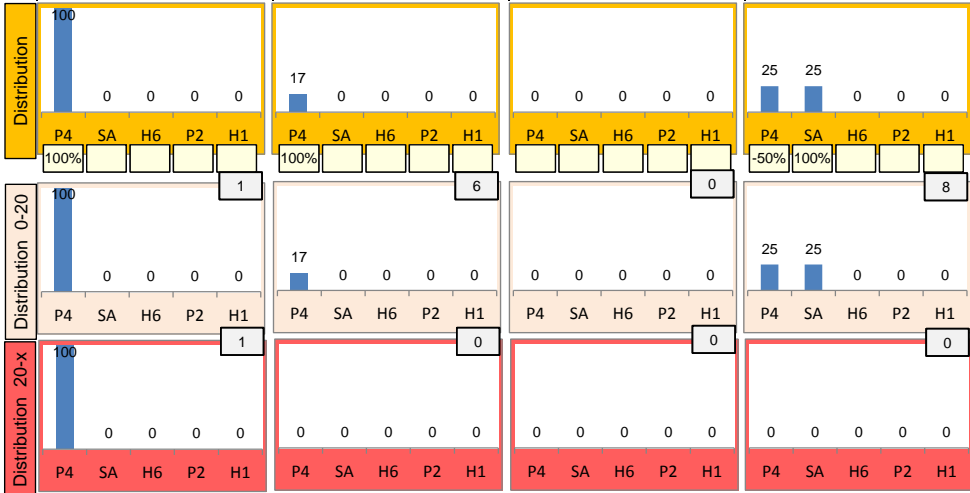 Distribution
100 0 0 0 0
17 0 0 0 0
0 0 0 0 0
25 25 0 0 0
P4 SA H6 P2 H1
P4 SA H6 P2 H1
P4 SA H6 P2 H1
P4 SA H6 P2 H1
100%
100%
-50% 100%
1
6
0
8
Distribution 0-20
100 0 0 0 0
17 0 0 0 0
0 0 0 0 0
25 25 0 0 0
P4 SA H6 P2 H1
P4 SA H6 P2 H1
P4 SA H6 P2 H1
P4 SA H6 P2 H1
1
0
0
0
Distribution 20-x
100 0 0 0 0
0 0 0 0 0
0 0 0 0 0
0 0 0 0 0
P4 SA H6 P2 H1
P4 SA H6 P2 H1
P4 SA H6 P2 H1
P4 SA H6 P2 H1